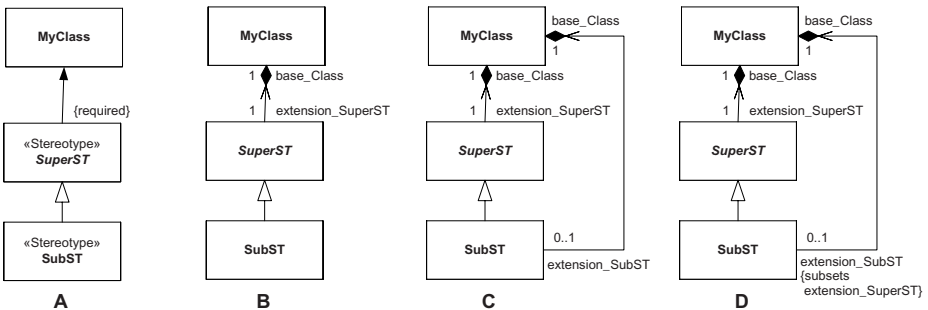 MyClass
{required}
«Stereotype»
SuperST
«Stereotype»
SubST
A
MyClass
1
base_Class
1
extension_SuperST
SuperST
SubST
B
base_Class
MyClass
1
1
base_Class
1
extension_SuperST
SuperST
SubST
0..1
extension_SubST
C
base_Class
MyClass
1
1
base_Class
1
extension_SuperST
SuperST
SubST
0..1
extension_SubST
{subsets
extension_SuperST}
D